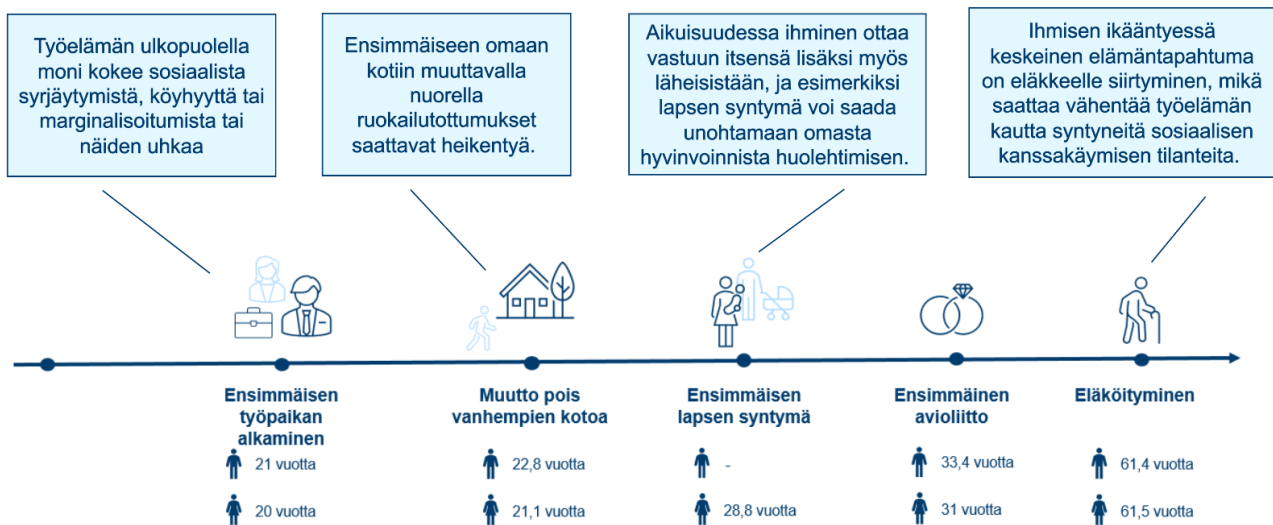 Työelämän ulkopuolella
moni kokee sosiaalista
syrjäytymistä, köyhyyttä tai
marginalisoitumista tai
näiden uhkaa
Ensimmäiseen omaan
kotiin muuttavalla
nuorella
ruokailutottumukset
saattavat heikentyä.
Aikuisuudessa ihminen ottaa
vastuun itsensä lisäksi myös
läheisistään, ja esimerkiksi
lapsen syntymä voi saada
unohtamaan omasta
hyvinvoinnista huolehtimisen.
Ihmisen ikääntyessä
keskeinen elämäntapahtuma
on eläkkeelle siirtyminen, mikä
saattaa vähentää työelämän
kautta syntyneitä sosiaalisen
kanssakäymisen tilanteita.
Ensimmäisen
työpaikan
alkaminen
21 vuotta
20 vuotta
Muutto pois
vanhempien kotoa
22,8 vuotta
21,1 vuotta
Ensimmäisen
lapsen syntymä
-
28,8 vuotta
Ensimmäinen
avioliitto
33,4 vuotta
31 vuotta
Eläköityminen
61,4 vuotta
61,5 vuotta